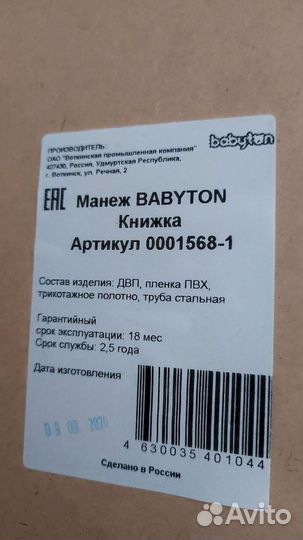 ПРОИЗВОДИТЕЛЬ:
ОАО "Воткинская промышленная компания"
427430, Россия, Удмуртская Республика,
г. Воткинск, ул. Речная, 2
babyton
ЕАС
Манеж BABYTON
Книжка
Артикул 0001568-1
Состав изделия: ДВП, пленка ПВХ,
трикотажное полотно, труба стальная
Гарантийный
срок эксплуатации: 18 мес
Срок службы: 2,5 года
Дата изготовления
09 2020
4 630035 401044
Сделано в России
Avito